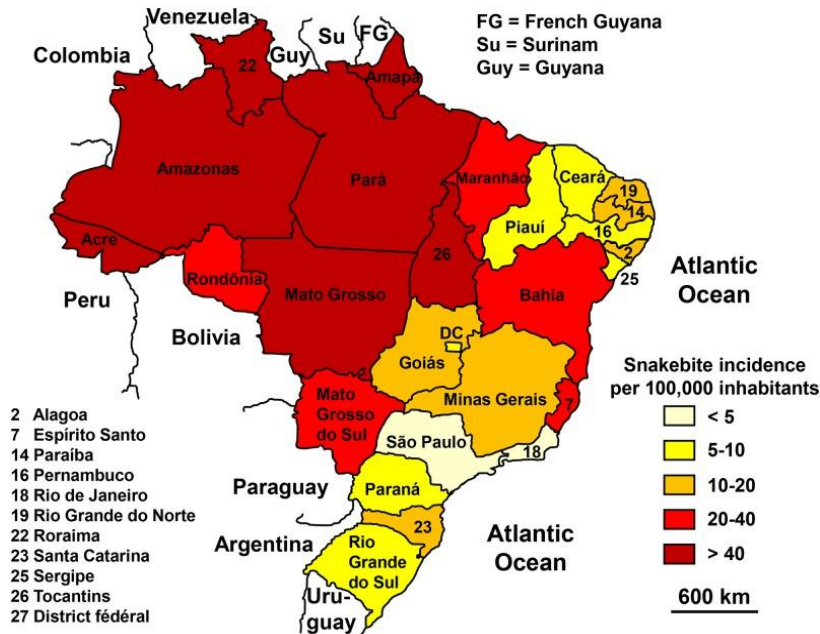 Venezuela
Colombia
Guy
Su
FG
FG = French Guyana
Su = Surinam
Guy = Guyana
22
Amapá
Amazonas
Pará
Maranhão
Ceará
19
14
16
2
25
Piauí
Acre
Rondônia
Mato Grosso
26
Bahia
Atlantic
Ocean
Peru
Bolivia
DC
Goiás
Minas Gerais
7
Mato
Grosso
do Sul
São Paulo
18
Paraguay
Paraná
23
Argentina
Rio
Grande
do Sul
Uru-
guay
Atlantic
Ocean
Snakebite incidence
per 100,000 inhabitants
< 5
5-10
10-20
20-40
> 40
600 km
2 Alagoa
7 Espírito Santo
14 Paraíba
16 Pernambuco
18 Rio de Janeiro
19 Rio Grande do Norte
22 Roraima
23 Santa Catarina
25 Sergipe
26 Tocantins
27 District fédéral